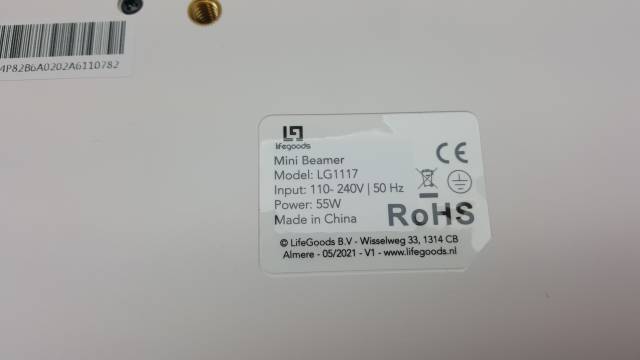 4P82B6A0202A6110782
lifegoods
Mini Beamer
Model: LG1117
Input: 110- 240V | 50 Hz
Power: 55W
Made in China
CE
RoHS
© LifeGoods B.V - Wisselweg 33, 1314 CB
Almere - 05/2021 - V1 - www.lifegoods.nl